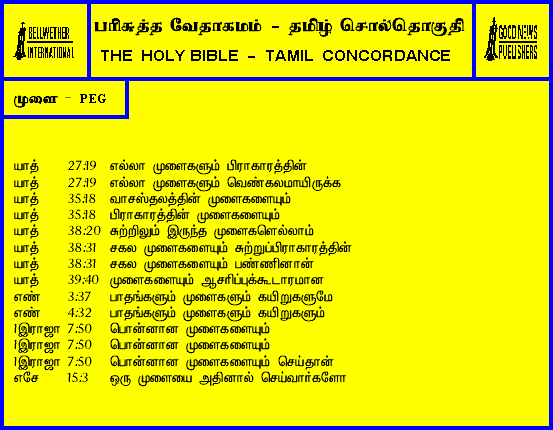 BELLWETHER
INTERNATIONAL
பரிசுத்த வேதாகமம் - தமிழ் சொல்தொகுதி
THE HOLY BIBLE - TAMIL CONCORDANCE
GOOD NEWS
PUBLISHERS
முளை - PEG
யாத் 27:19 எல்லா முளைகளும் பிராகாரத்தின்
யாத் 27:19 எல்லா முளைகளும் வெண்கலமாயிருக்க
யாத் 35:18 வாசஸ்தலத்தின் முளைகளையும்
யாத் 35:18 பிராகாரத்தின் முளைகளையும்
யாத் 38:20 சுற்றிலும் இருந்த முளைகளெல்லாம்
யாத் 38:31 சகல முளைகளையும் சுற்றுப்பிராகாரத்தின்
யாத் 38:31 சகல முளைகளையும் பண்ணினான்
யாத் 39:40 முளைகளையும் ஆசரிப்புக்கூடாரமான
எண் 3:37 பாதங்களும் முளைகளும் கயிறுகளுமே
எண் 4:32 பாதங்களும் முளைகளும் கயிறுகளும்
1இராஜா 7:50 பொன்னான முளைகளையும்
1இராஜா 7:50 பொன்னான முளைகளையும்
1இராஜா 7:50 பொன்னான முளைகளையும் செய்தான்
எசே 15:3 ஒரு முளையை அதினால் செய்வார்களோ